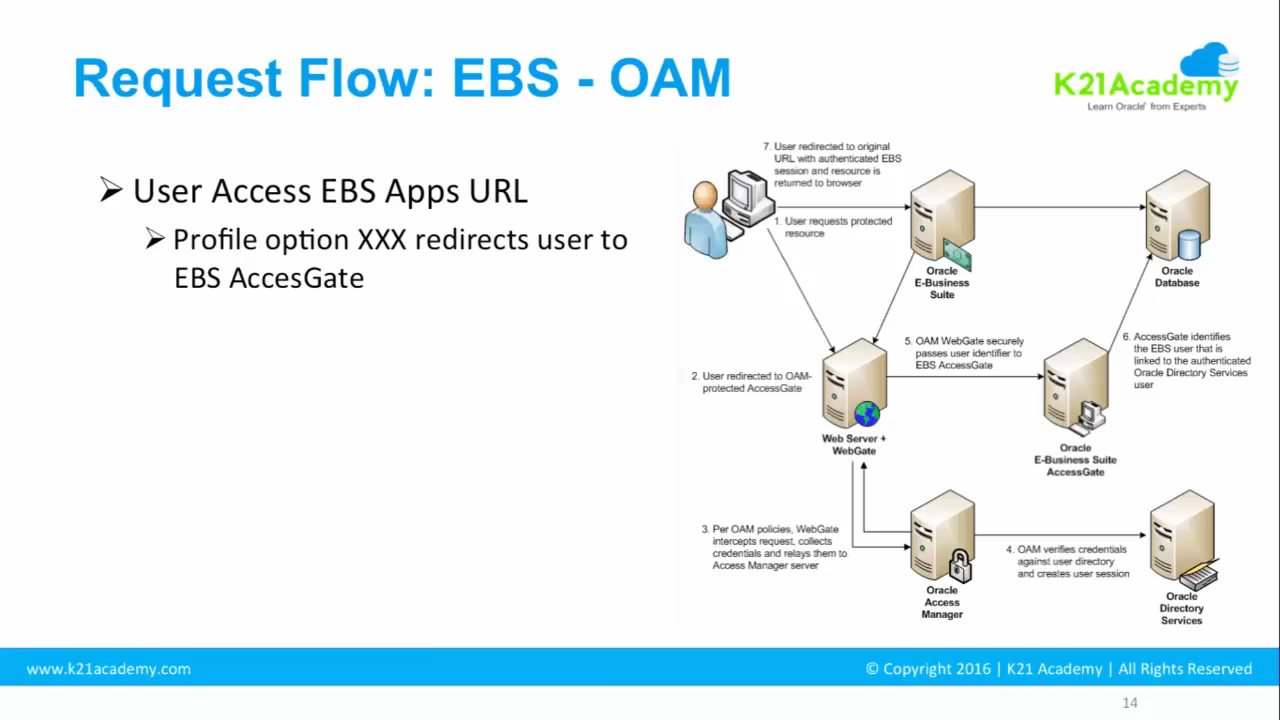 Request Flow: EBS - OAM
K21Academy
Learn Oracle' from Experts
➢ User Access EBS Apps URL
➢ Profile option XXX redirects user to
EBS AccesGate
7. User redirected to original
URL with authenticated EBS
session and resource is
returned to browser
1. User requests protected
resource
Oracle
E-Business
Suite
Oracle
Database
2. User redirected to OAM-
protected AccessGate
5. OAM WebGate securely
passes user identifier to
EBS AccessGate
6. AccessGate identifies
the EBS user that is
linked to the authenticated
Oracle Directory Services
user
Web Server +
WebGate
Oracle
E-Business Suite
AccessGate
3. Per OAM policies, WebGate
intercepts request, collects
credentials and relays them to
Access Manager server
4. OAM verifies credentials
against user directory
and creates user session
Oracle
Access
Manager
Oracle
Directory
Services
www.k21academy.com
© Copyright 2016 | K21 Academy | All Rights Reserved
14